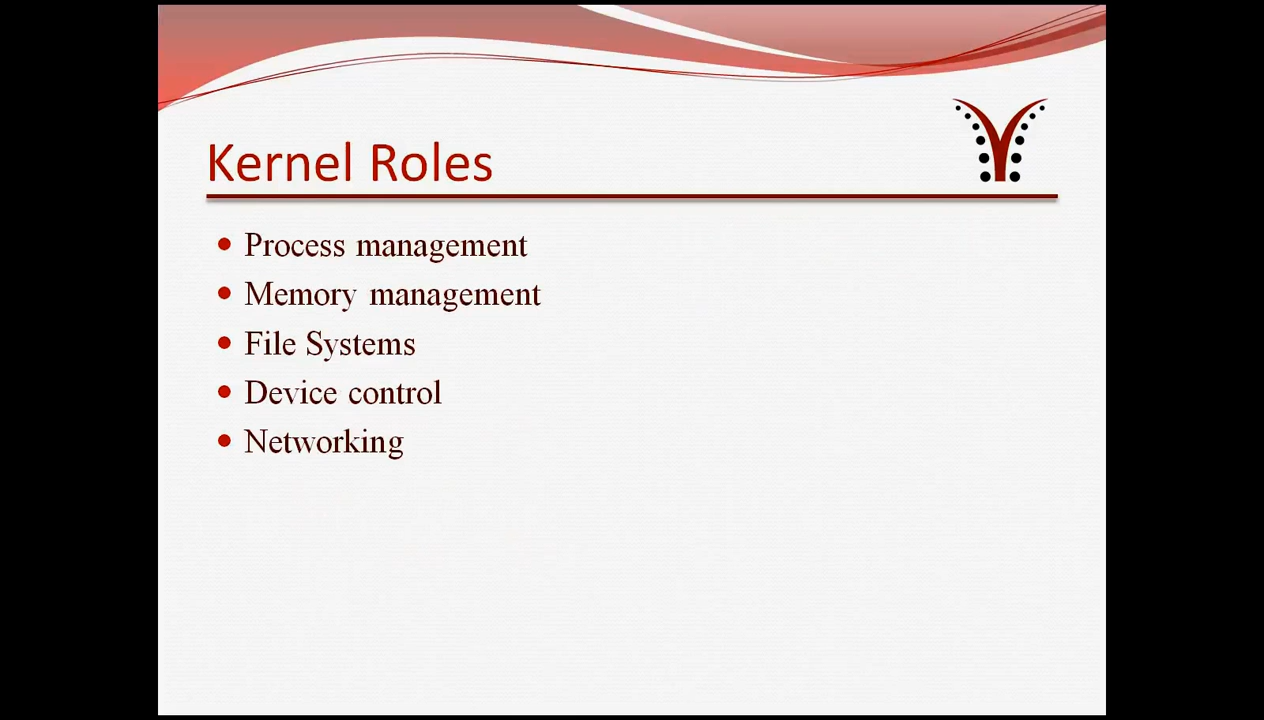 Kernel Roles
Process management
Memory management
File Systems
Device control
Networking